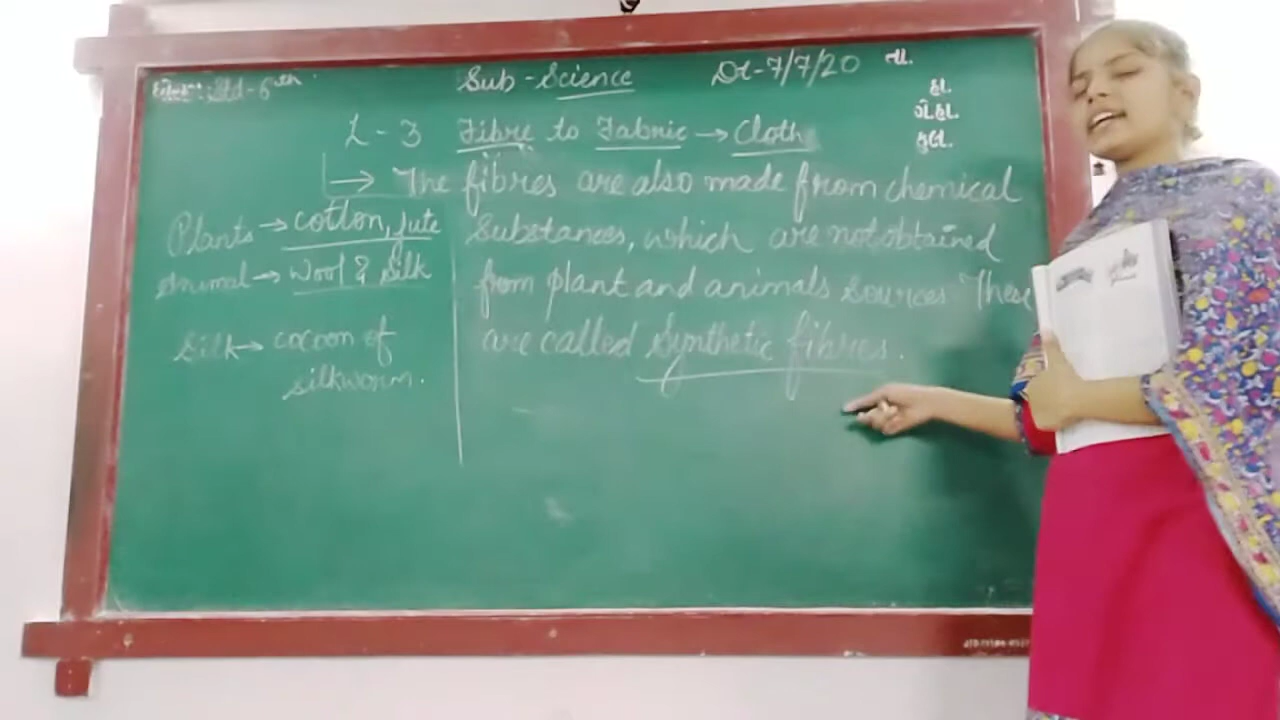 Std-6th
Sub - Science
Dt-7/7/20
તા.
હા.
ગે.હા.
કુલ.
L-3 Fibre to Fabric → Cloth
→ The fibres are also made from chemical
substances, which are not obtained
from plant and animals sources These
are called Synthetic fibres.
Plants → cotton, jute
Animal → Wool & Silk
Silk → cocoon of
silkworm.